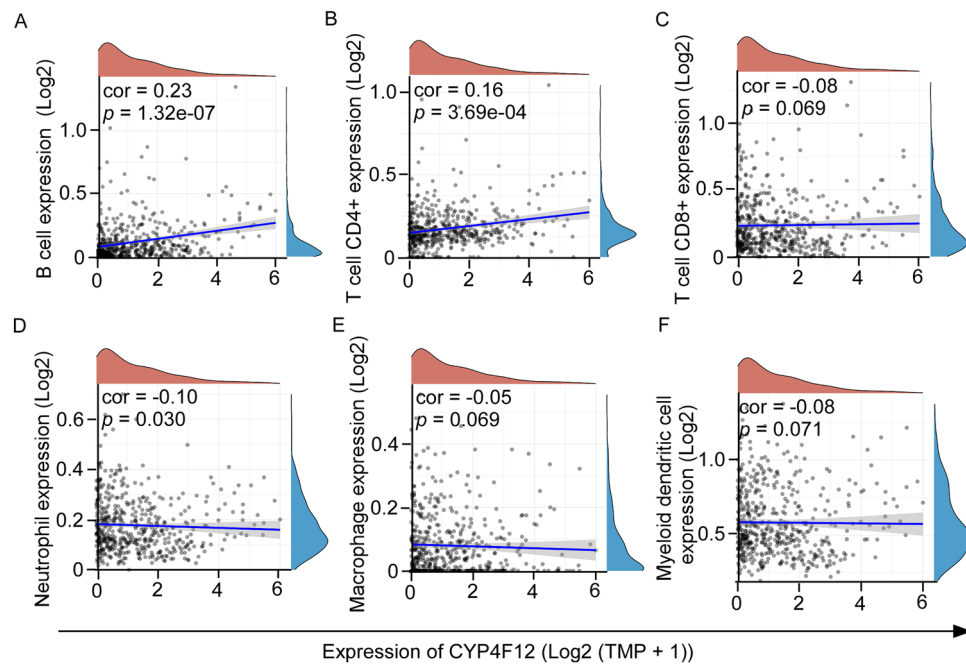 A
B cell expression (Log2)
cor = 0.23
p = 1.32e-07
1.0
0.5
0
0 2 4 6
B
T cell CD4+ expression (Log2)
cor = 0.16
p = 3.69e-04
1.0
0.5
0
0 2 4 6
C
T cell CD8+ expression (Log2)
cor = -0.08
p = 0.069
1.0
0.5
0
0 2 4 6
D
Neutrophil expression (Log2)
cor = -0.10
p = 0.030
0.6
0.4
0.2
0
0 2 4 6
E
Macrophage expression (Log2)
cor = -0.05
p = 0.069
0.4
0.2
0
0 2 4 6
F
Myeloid dendritic cell
expression (Log2)
cor = -0.08
p = 0.071
1.0
0.5
0 2 4 6
Expression of CYP4F12 (Log2 (TMP + 1))